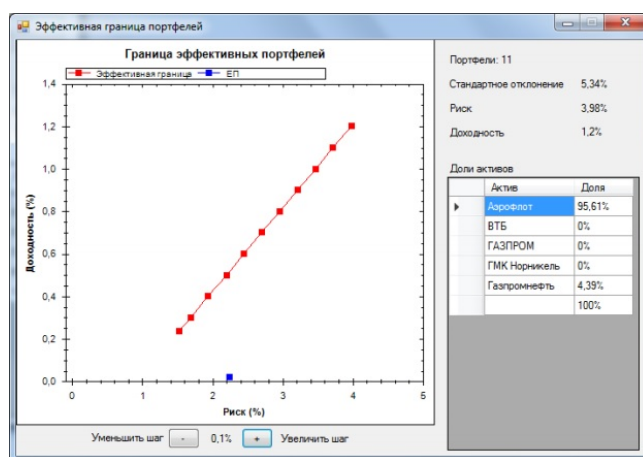 Эффективная граница портфелей
Граница эффективных портфелей
Эффективная граница ЕП
Доходность (%)
1,4
1,2
1,0
0,8
0,6
0,4
0,2
0,0
0 1 2 3 4 5
Риск (%)
Уменьшить шаг - 0,1% + Увеличить шаг
Портфели: 11
Стандартное отклонение 5,34%
Риск 3,98%
Доходность 1,2%
Доли активов
Актив Доля
Аэрофлот 95,61%
ВТБ 0%
ГАЗПРОМ 0%
ГМК Норникель 0%
Газпромнефть 4,39%
100%